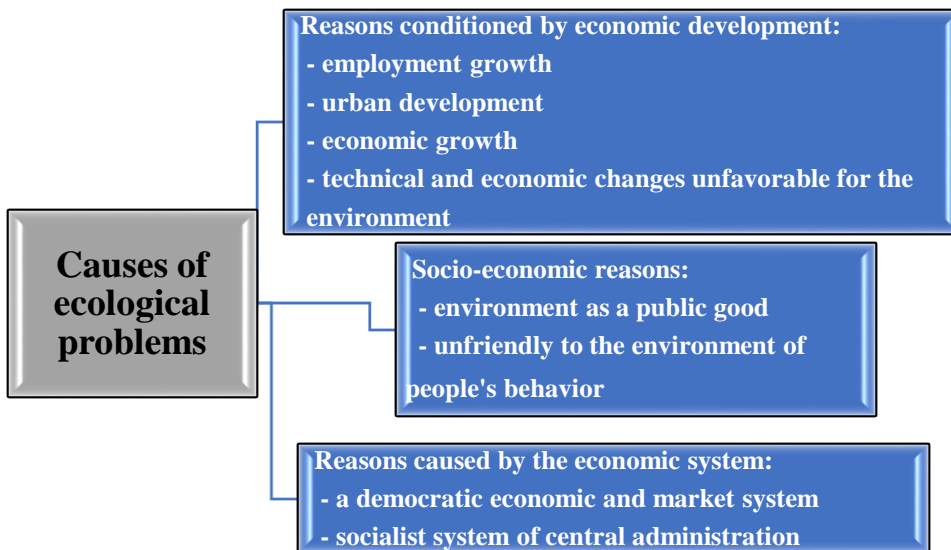 Causes of
ecological
problems
Reasons conditioned by economic development:
- employment growth
- urban development
- economic growth
- technical and economic changes unfavorable for the
environment
Socio-economic reasons:
- environment as a public good
- unfriendly to the environment of
people's behavior
Reasons caused by the economic system:
- a democratic economic and market system
- socialist system of central administration